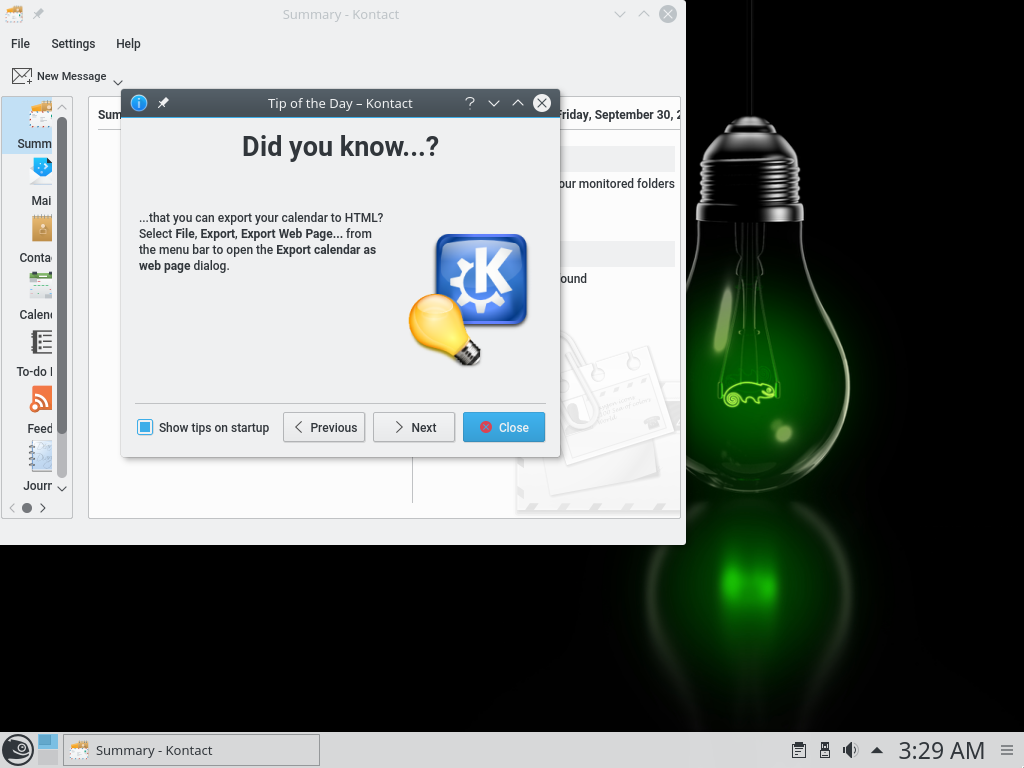 Summary - Kontact
File Settings Help
New Message
Summ
Mai
Conta
Calen
To-do l
Feed
Journ
Sum
Friday, September 30, 2
our monitored folders
ound
Tip of the Day – Kontact
Did you know...?
...that you can export your calendar to HTML?
Select File, Export, Export Web Page... from
the menu bar to open the Export calendar as
web page dialog.
Show tips on startup
Previous
Next
Close
Summary - Kontact
3:29 AM